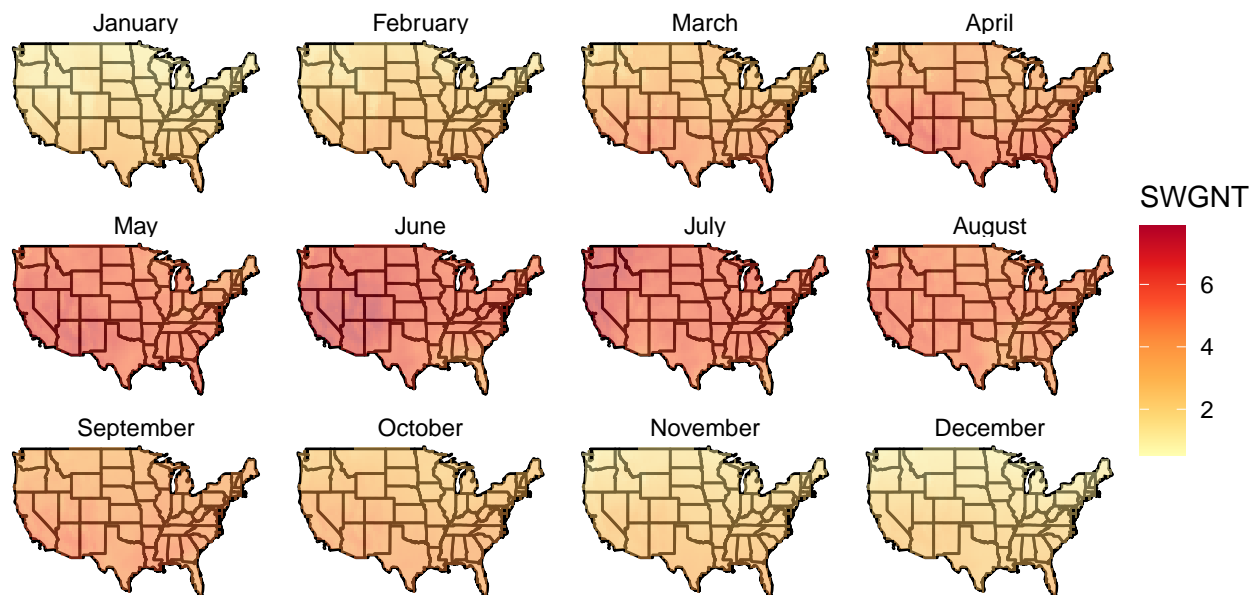 January
February
March
April
May
June
July
August
September
October
November
December
SWGNT
6
4
2